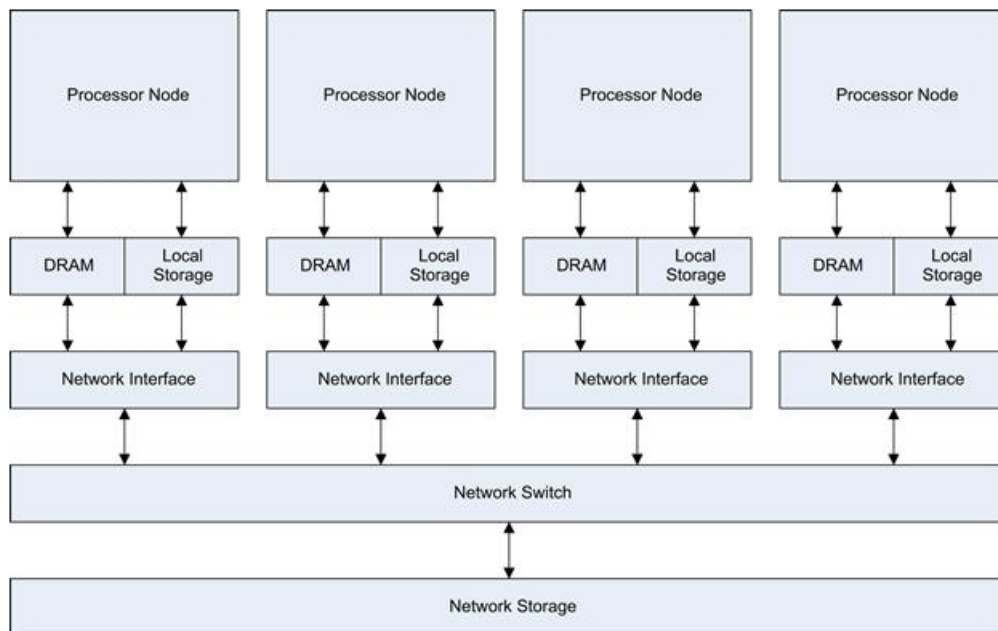 Processor Node
Processor Node
Processor Node
Processor Node
DRAM
Local
Storage
DRAM
Local
Storage
DRAM
Local
Storage
DRAM
Local
Storage
Network Interface
Network Interface
Network Interface
Network Interface
Network Switch
Network Storage